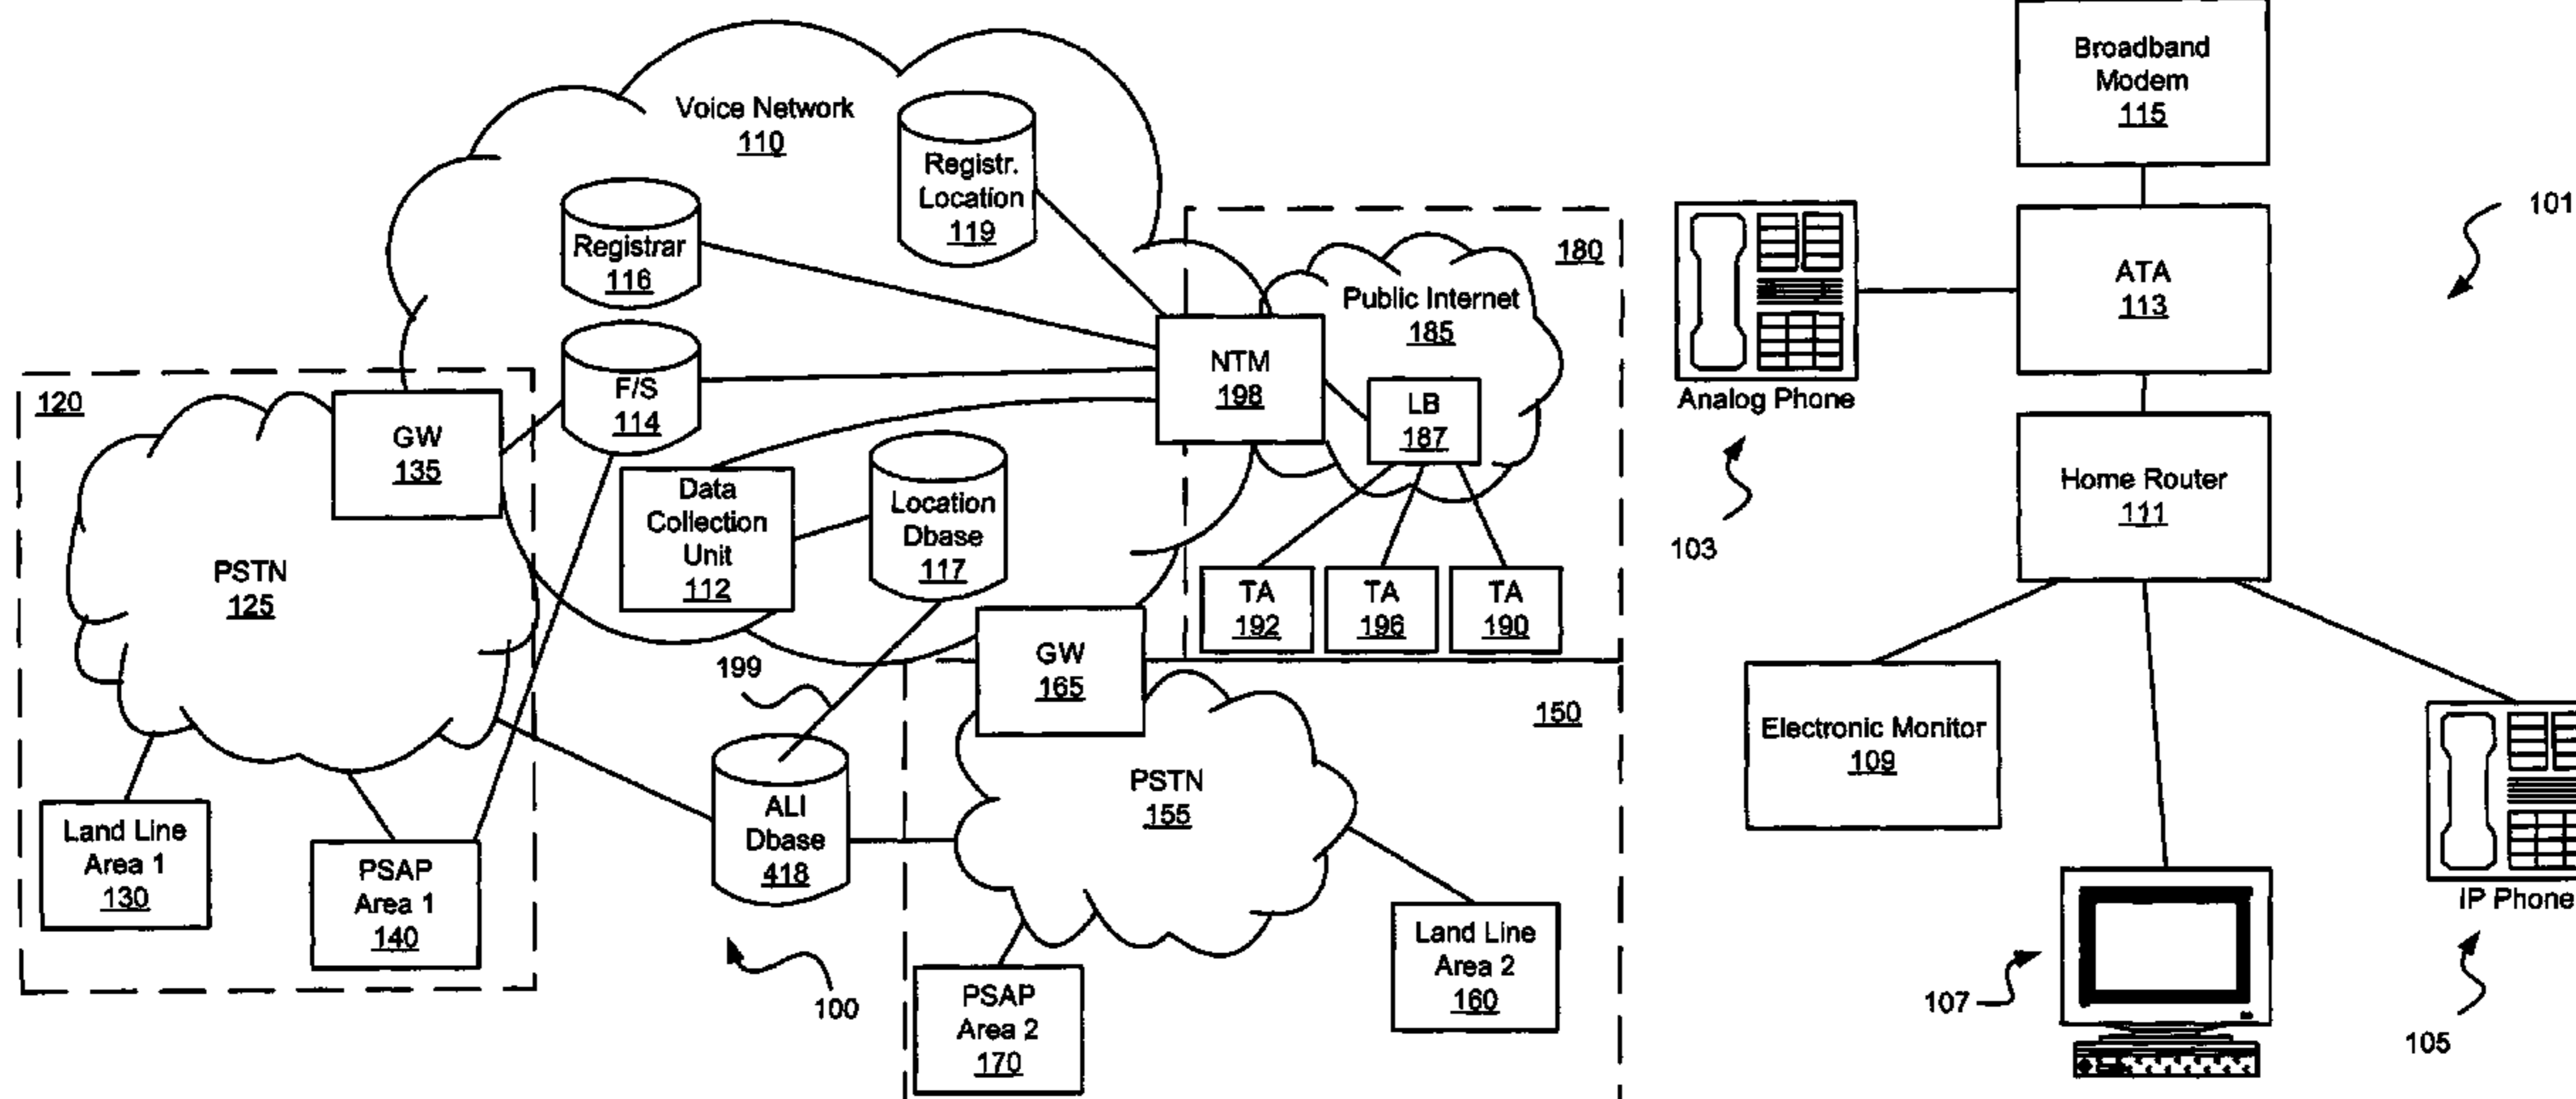 Voice Network
110
Registr.
Location
119
Registrar
116
F/S
114
120
GW
135
PSTN
125
Data
Collection
Unit
112
Location
Dbase
117
NTM
198
180
Public Internet
185
LB
187
TA
192
TA
196
TA
190
GW
165
199
150
PSTN
155
ALI
Dbase
418
Land Line
Area 1
130
PSAP
Area 1
140
100
PSAP
Area 2
170
Land Line
Area 2
160
Broadband
Modem
115
101
ATA
113
Analog Phone
103
Home Router
111
Electronic Monitor
109
IP Phone
107
105